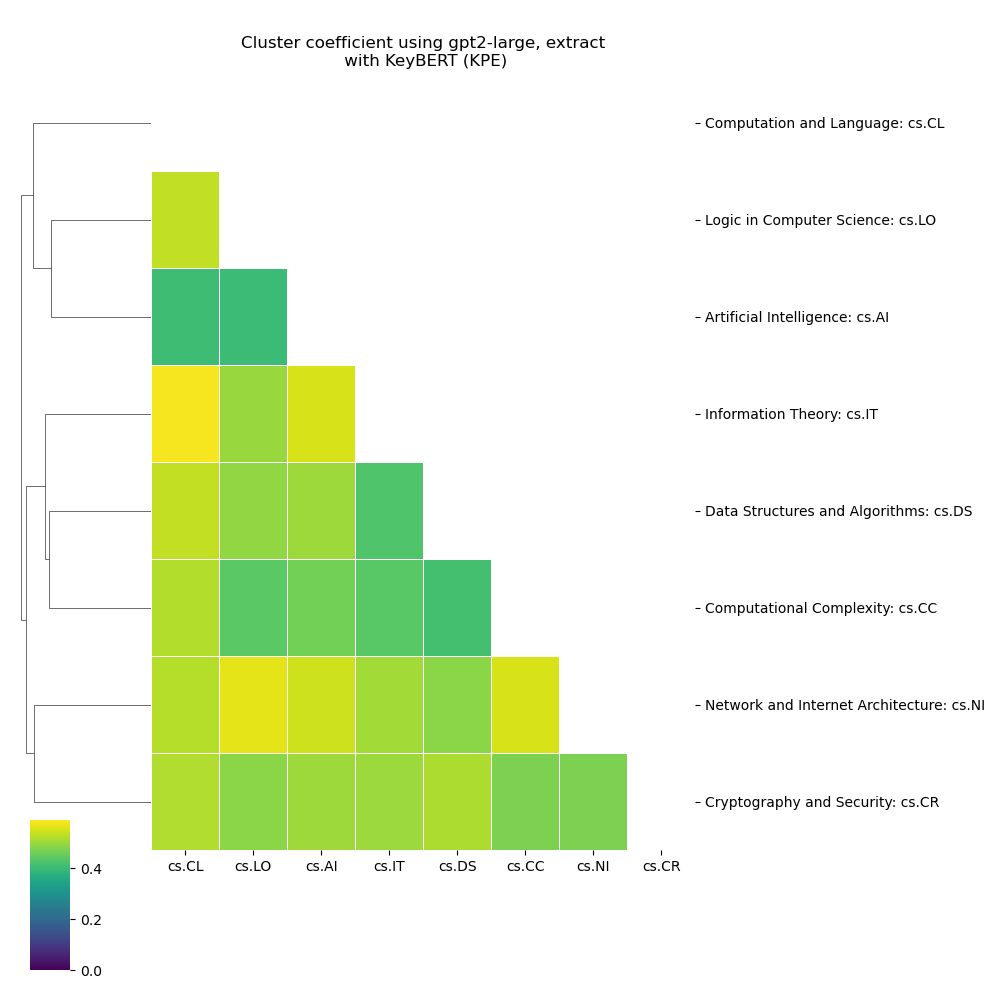 Cluster coefficient using gpt2-large, extract
with KeyBERT (KPE)
Computation and Language: cs.CL
Logic in Computer Science: cs.LO
Artificial Intelligence: cs.AI
Information Theory: cs.IT
Data Structures and Algorithms: cs.DS
Computational Complexity: cs.CC
Network and Internet Architecture: cs.NI
Cryptography and Security: cs.CR
cs.CL cs.LO cs.AI cs.IT cs.DS cs.CC cs.NI cs.CR
0.4
0.2
0.0